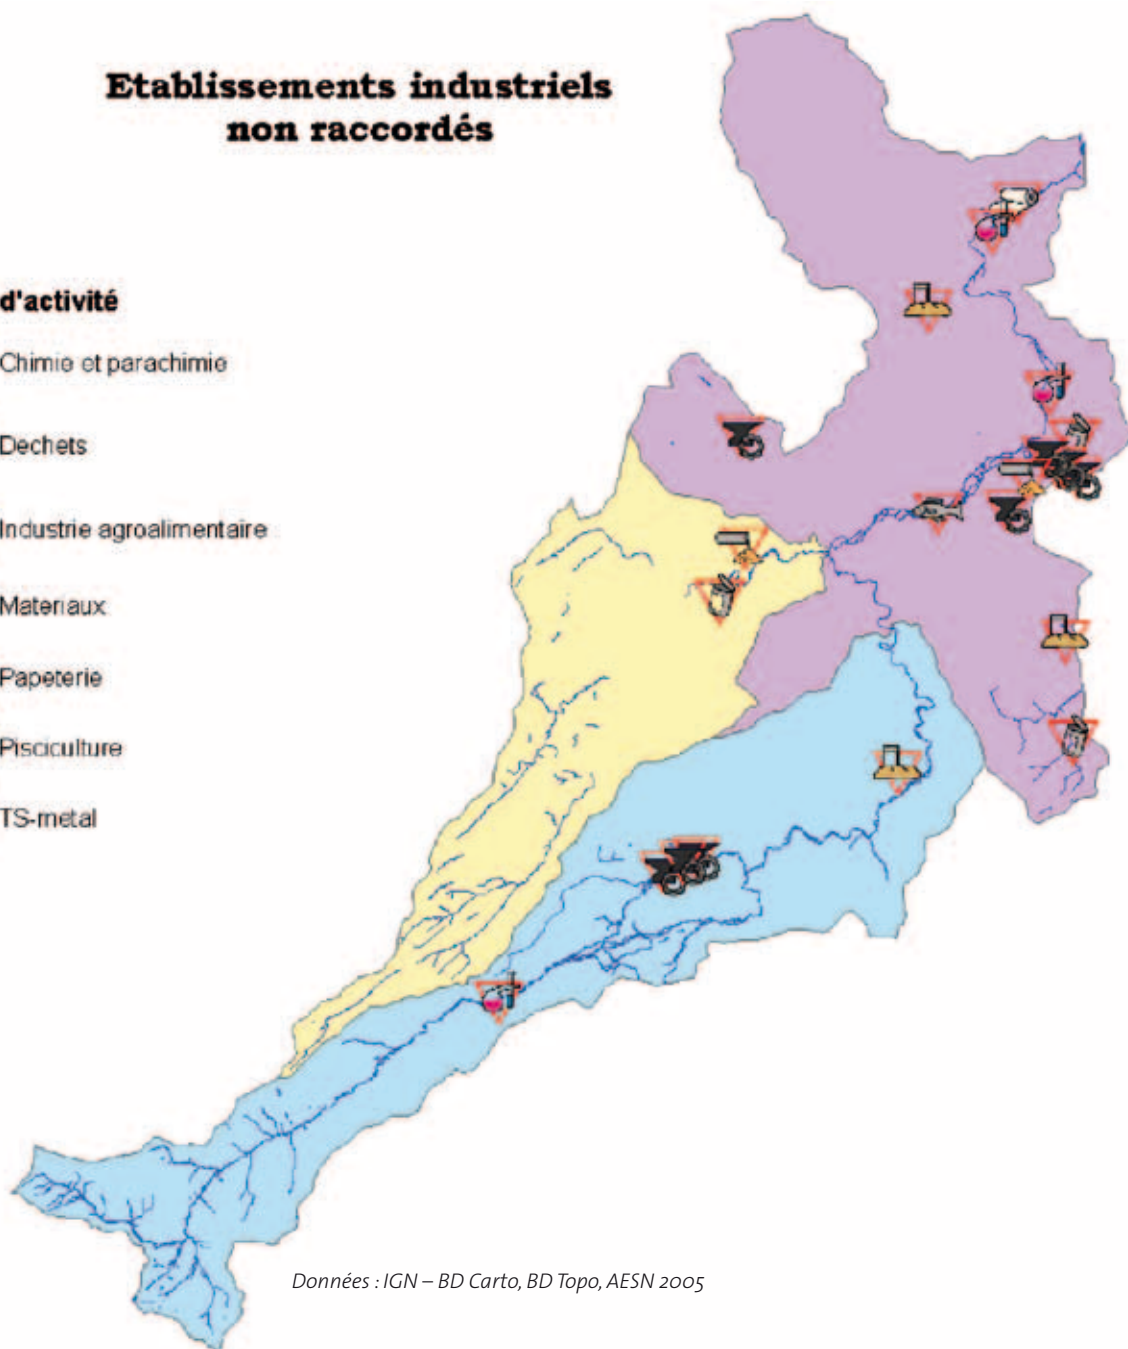 Etablissements industriels
non raccordés
d'activité
Chimie et parachimie
Dechets
Industrie agroalimentaire
Materiaux
Papeterie
Pisciculture
TS-metal
Données : IGN – BD Carto, BD Topo, AESN 2005